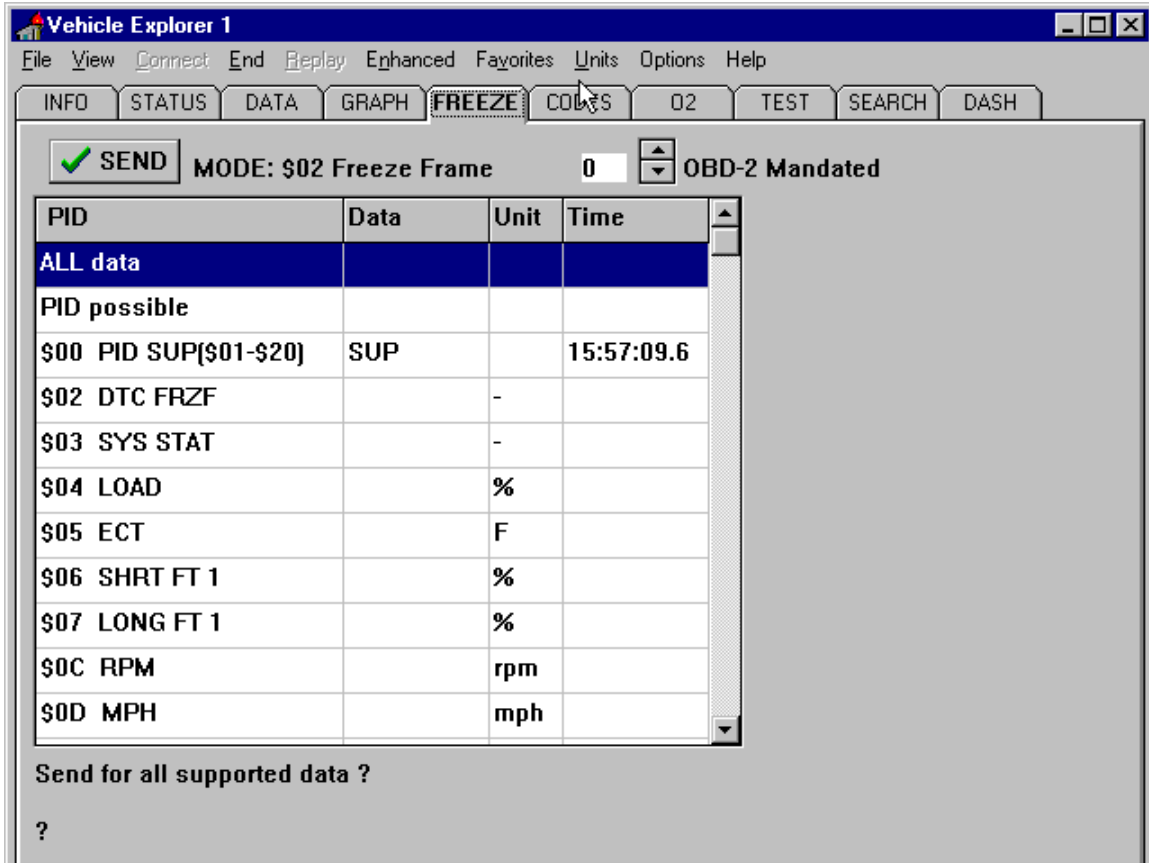 Vehicle Explorer 1
File View Connect End Replay Enhanced Favorites Units Options Help
INFO STATUS DATA GRAPH FREEZE CODES O2 TEST SEARCH DASH
SEND MODE: $02 Freeze Frame 0 OBD-2 Mandated
PID Data Unit Time
ALL data
PID possible
$00 PID SUP($01-$20) SUP 15:57:09.6
$02 DTC FRZF -
$03 SYS STAT -
$04 LOAD %
$05 ECT F
$06 SHRT FT 1 %
$07 LONG FT 1 %
$0C RPM rpm
$0D MPH mph
Send for all supported data ?
?